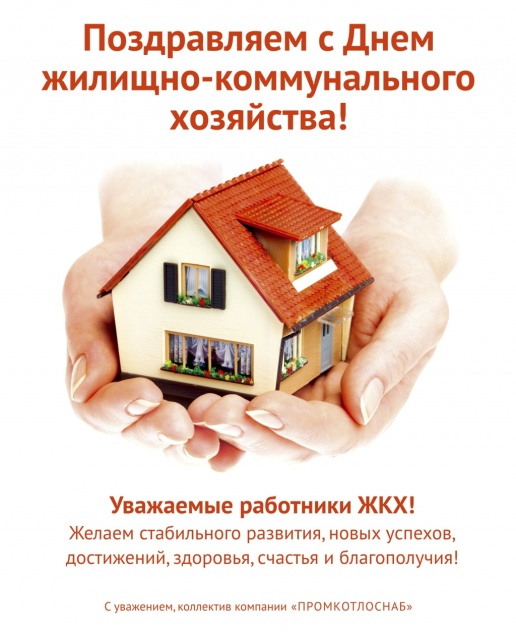 Поздравляем с Днем
жилищно-коммунального
хозяйства!
Уважаемые работники ЖКХ!
Желаем стабильного развития, новых успехов,
достижений, здоровья, счастья и благополучия!
С уважением, коллектив компании «ПРОМКОТЛОСНАБ»